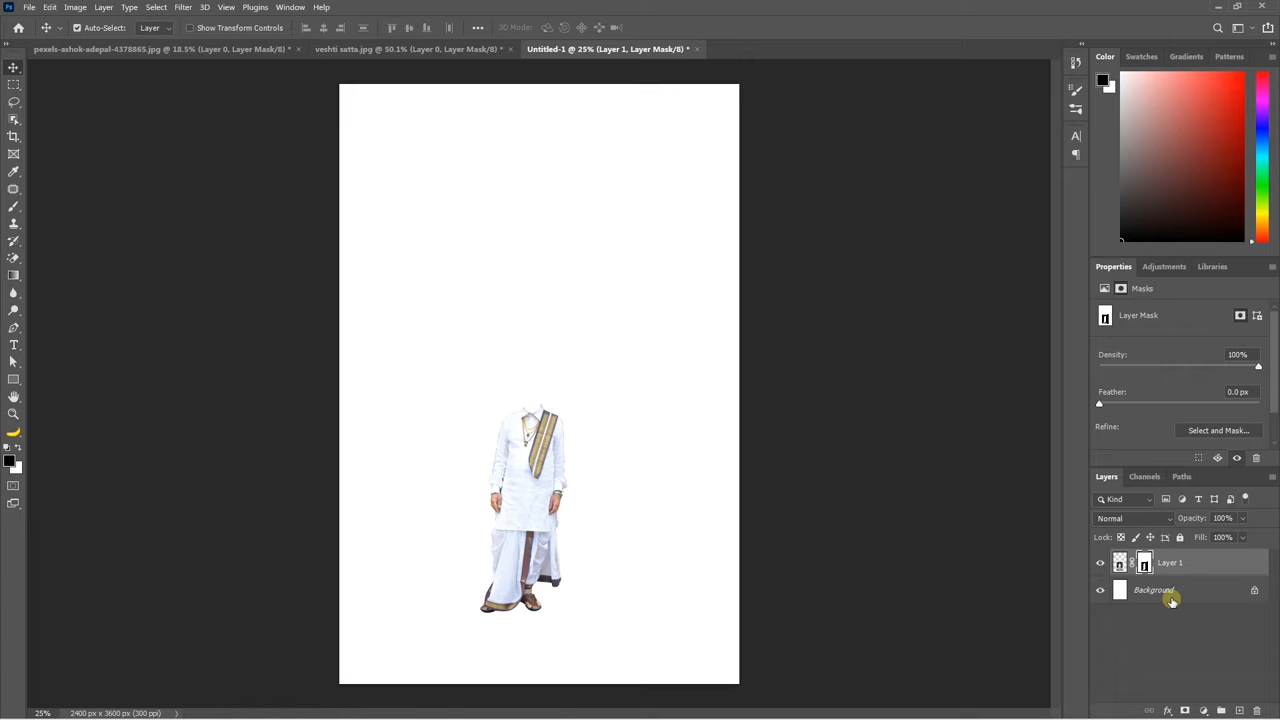 Ps File Edit Image Layer Type Select Filter 3D View Plugins Window Help
Auto-Select: Layer Show Transform Controls 3D Mode:
pexels-ashok-adepal-4378865.jpg @ 18.5% (Layer 0, Layer Mask/8) * × veshti satta.jpg @ 50.1% (Layer 0, Layer Mask/8) * × Untitled-1 @ 25% (Layer 1, Layer Mask/8) * ×
Color Swatches Gradients Patterns
Properties Adjustments Libraries
Masks
Layer Mask
Density: 100%
Feather: 0.0 px
Refine: Select and Mask...
Layers Channels Paths
Kind
Normal Opacity: 100%
Lock: Fill: 100%
Layer 1
Background
25% 2400 px x 3600 px (300 ppi)